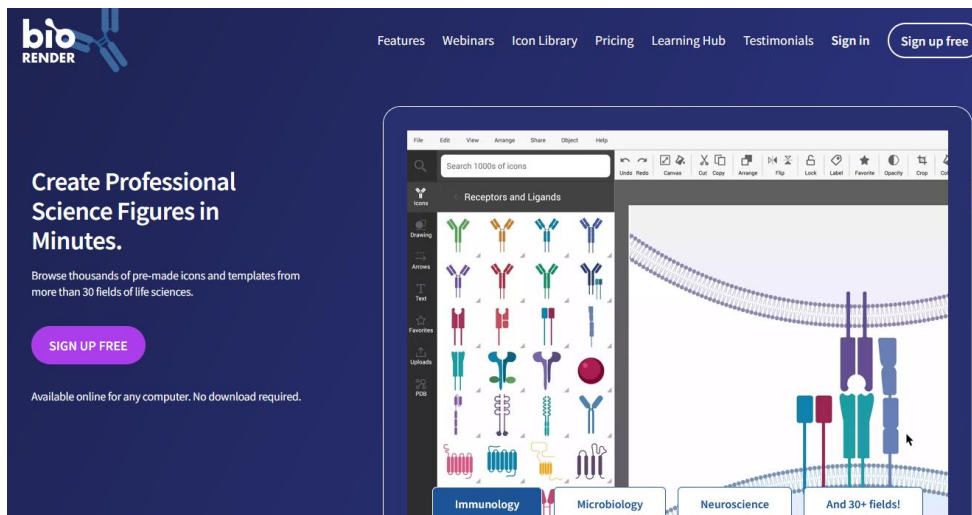 bio
RENDER
Features Webinars Icon Library Pricing Learning Hub Testimonials Sign in Sign up free
Create Professional
Science Figures in
Minutes.
Browse thousands of pre-made icons and templates from
more than 30 fields of life sciences.
SIGN UP FREE
Available online for any computer. No download required.
File Edit View Arrange Share Object Help
Search 1000s of icons
Undo Redo Canvas Cut Copy Arrange Flip Lock Label Favorite Opacity Crop
Receptors and Ligands
Icons
Drawing
Arrows
Text
Favorites
Uploads
PDB
Immunology Microbiology Neuroscience And 30+ fields!